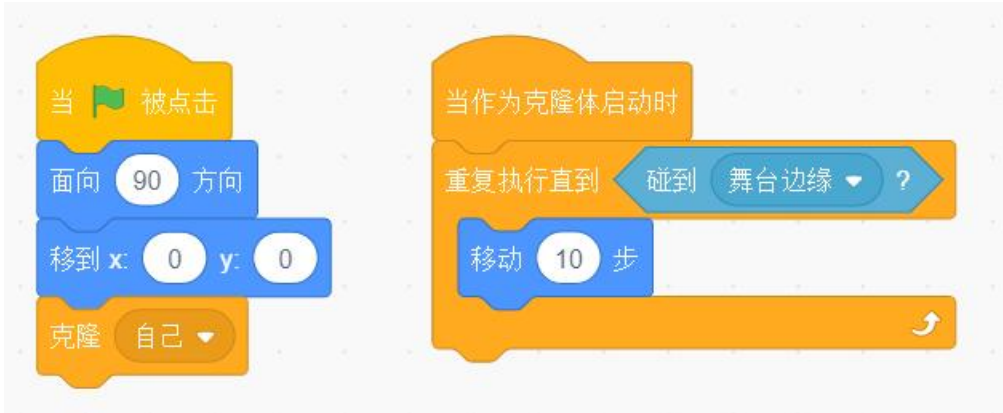 当 被点击
面向 90 方向
移到 x: 0 y: 0
克隆 自己
当作为克隆体启动时
重复执行直到 碰到 舞台边缘 ?
移动 10 步